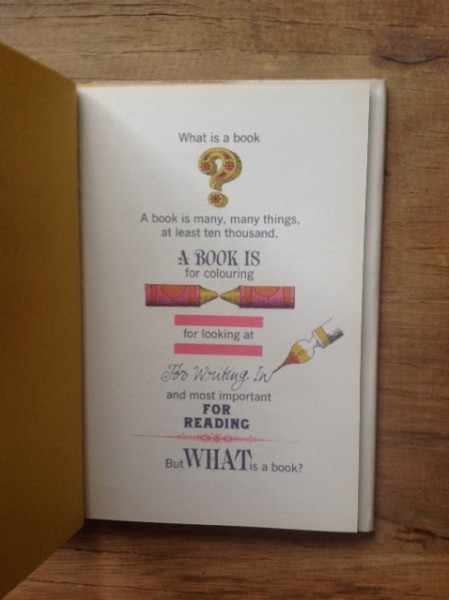 What is a book
?
A book is many, many things,
at least ten thousand.
A BOOK IS
for colouring
for looking at
For Writing In
and most important
FOR
READING
But WHAT is a book?